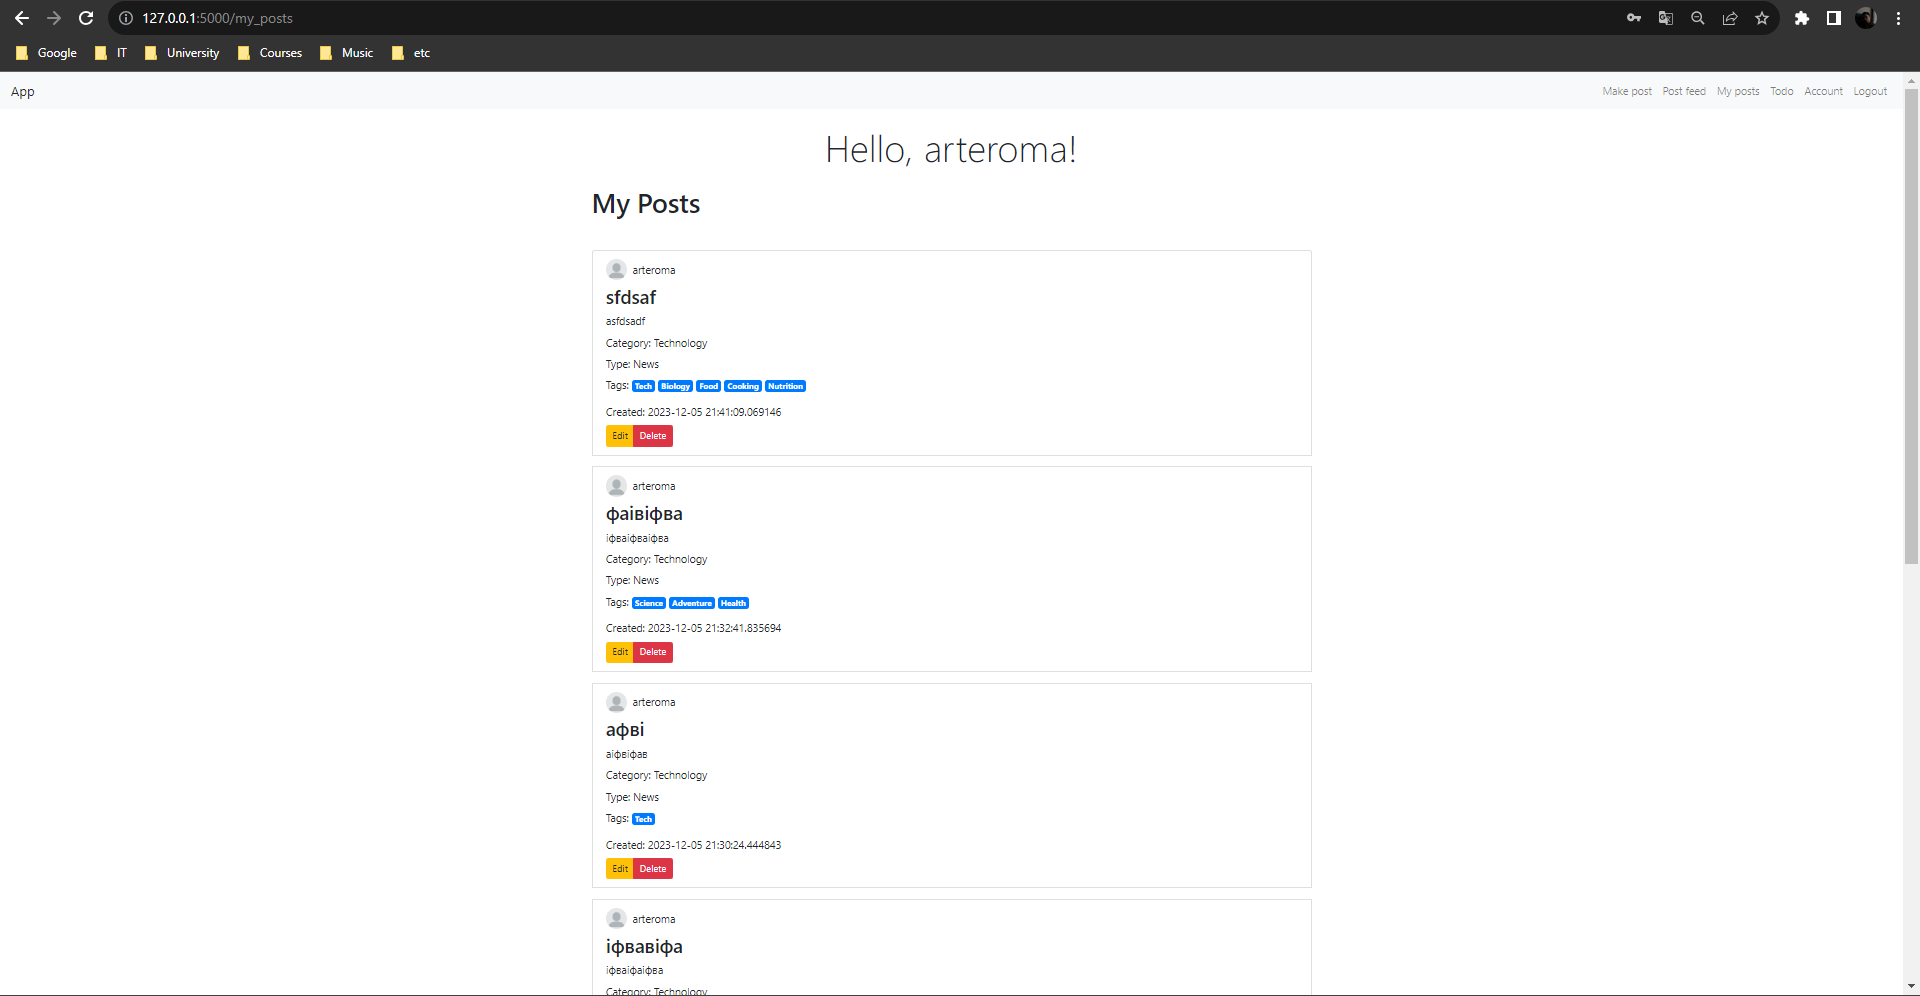 127.0.0.1:5000/my_posts
Google IT University Courses Music etc
App Make post Post feed My posts Todo Account Logout
Hello, arteroma!
My Posts
arteroma
sfdsaf
asfdsadf
Category: Technology
Type: News
Tags: Tech Biology Food Cooking Nutrition
Created: 2023-12-05 21:41:09.069146
Edit Delete
arteroma
фаівіфва
іфваіфваіфва
Category: Technology
Type: News
Tags: Science Adventure Health
Created: 2023-12-05 21:32:41.835694
Edit Delete
arteroma
афві
аіфвіфав
Category: Technology
Type: News
Tags: Tech
Created: 2023-12-05 21:30:24.444843
Edit Delete
arteroma
іфвавіфа
іфваіфаіфва
Category: Technology